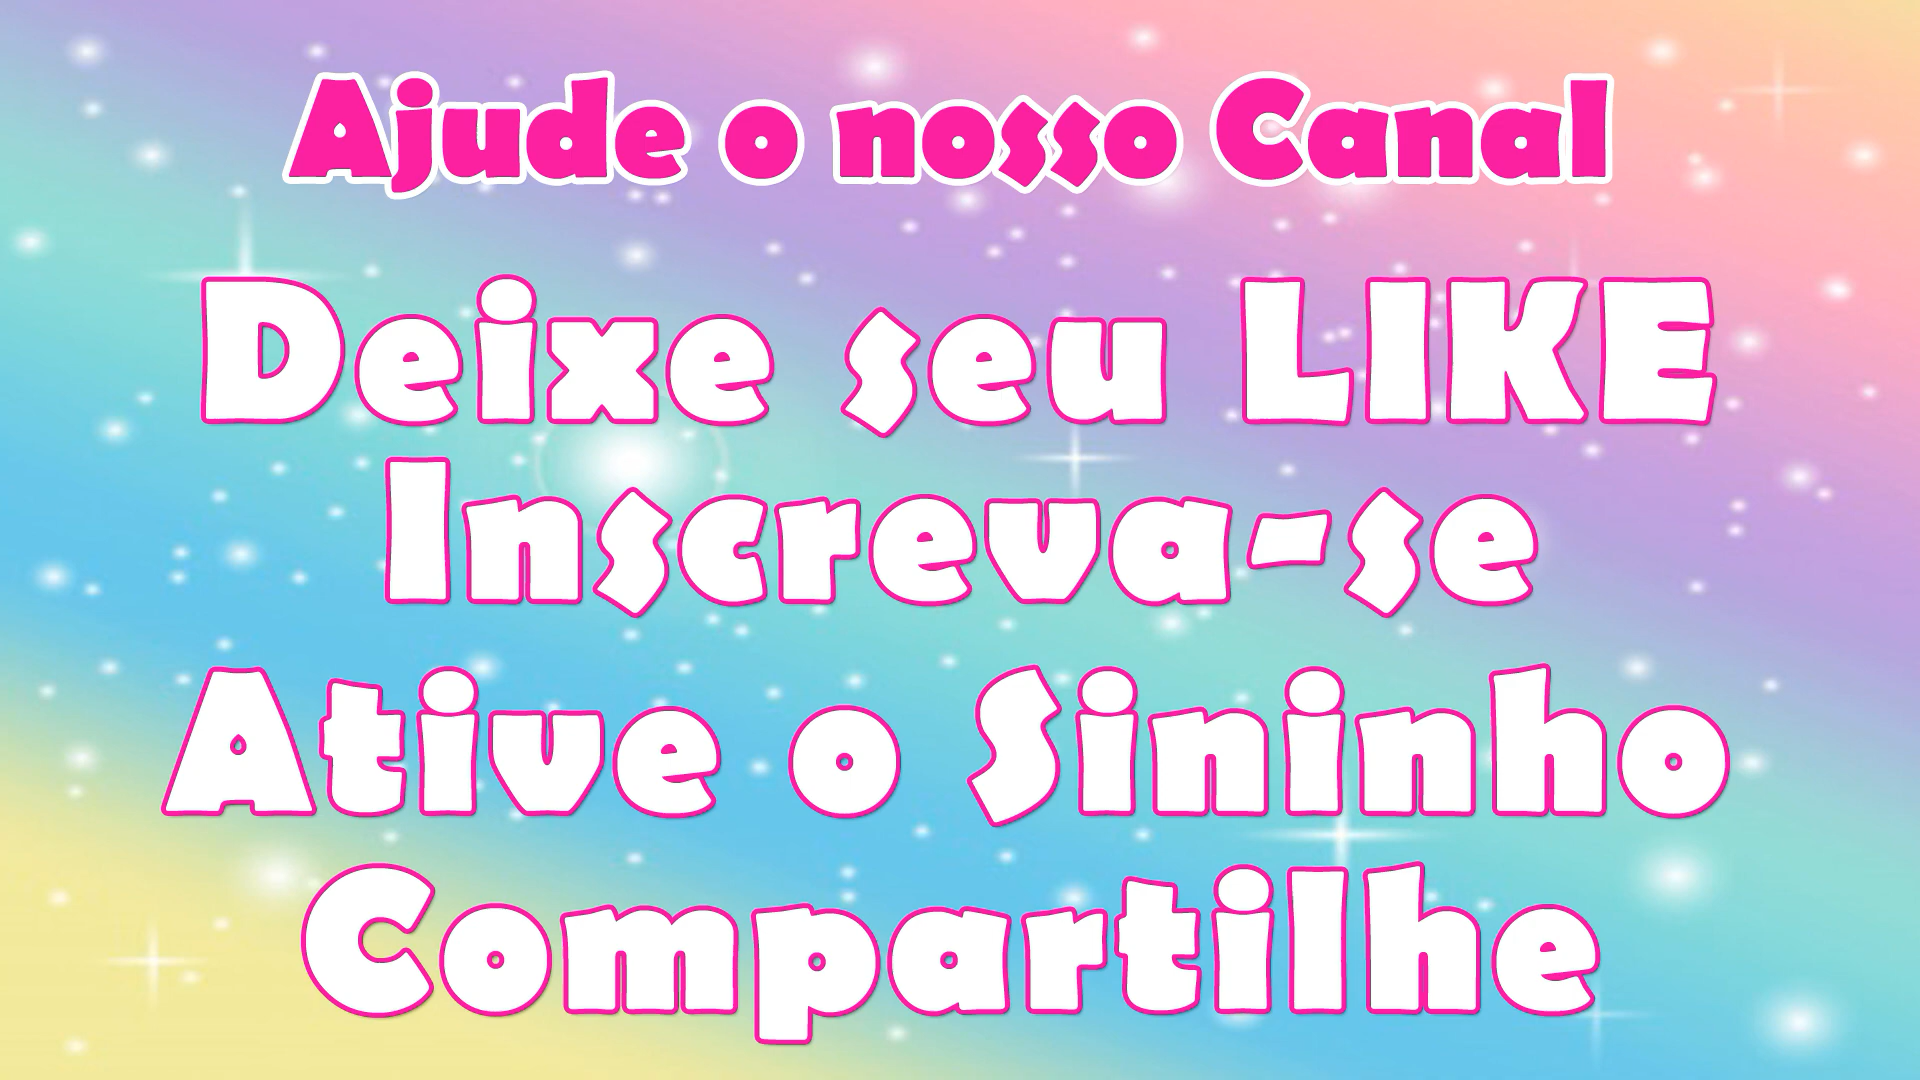 Ajude o nosso Canal
Deixe seu LIKE
Inscreva-se
Ative o Sininho
Compartilhe